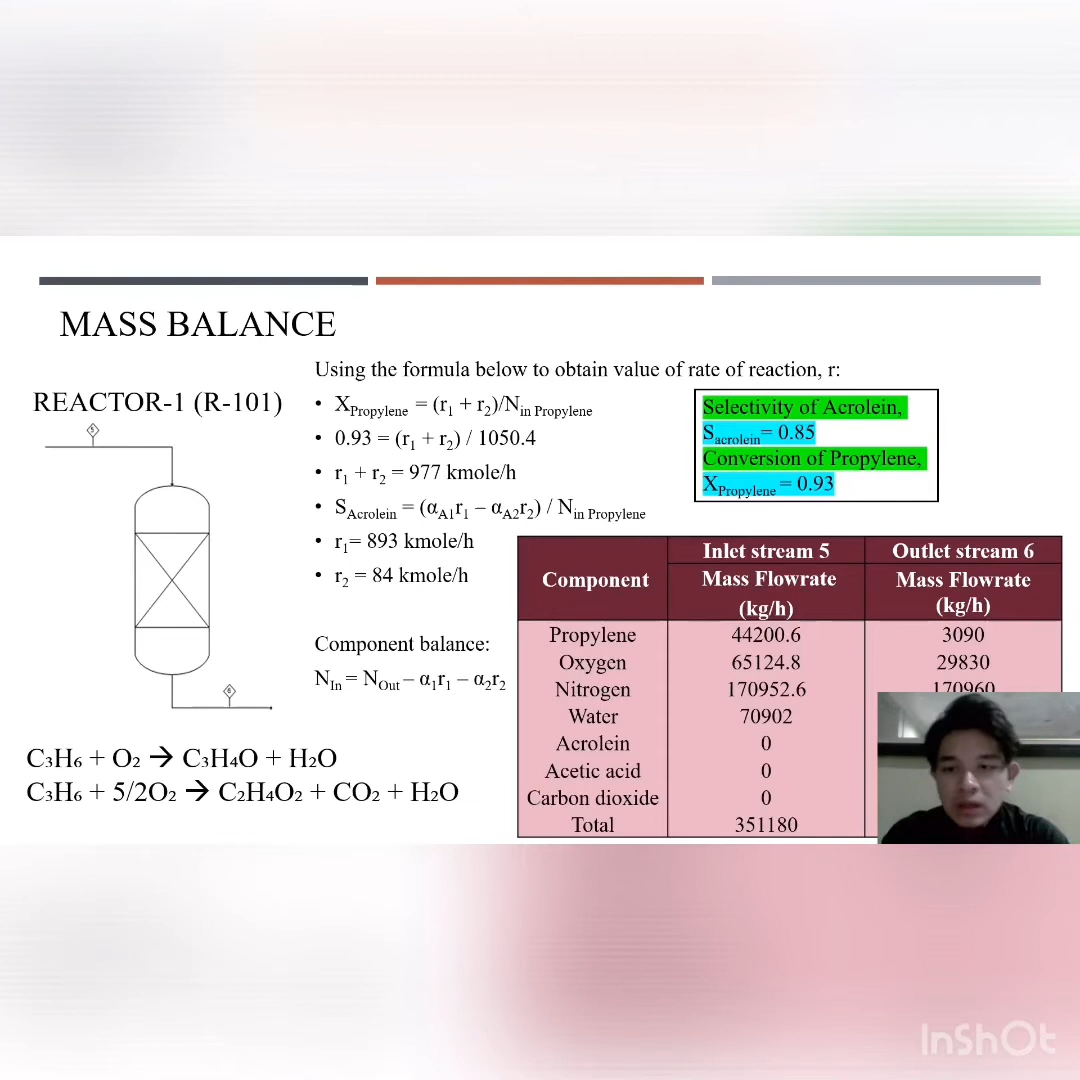 MASS BALANCE
Using the formula below to obtain value of rate of reaction, r:
REACTOR-1 (R-101)
5
6
• X_Propylene = (r₁ + r₂)/N_in Propylene
• 0.93 = (r₁ + r₂) / 1050.4
• r₁ + r₂ = 977 kmole/h
• S_Acrolein = (α_A1r₁ – α_A2r₂) / N_in Propylene
• r₁= 893 kmole/h
• r₂ = 84 kmole/h
Component balance:
N_In = N_Out – α₁r₁ – α₂r₂
Selectivity of Acrolein,
S_acrolein = 0.85
Conversion of Propylene,
X_Propylene = 0.93
C₃H₆ + O₂ → C₃H₄O + H₂O
C₃H₆ + 5/2O₂ → C₂H₄O₂ + CO₂ + H₂O
Component Inlet stream 5 Outlet stream 6
Mass Flowrate (kg/h) Mass Flowrate (kg/h)
Propylene 44200.6 3090
Oxygen 65124.8 29830
Nitrogen 170952.6 170960
Water 70902
Acrolein 0
Acetic acid 0
Carbon dioxide 0
Total 351180
InShOt